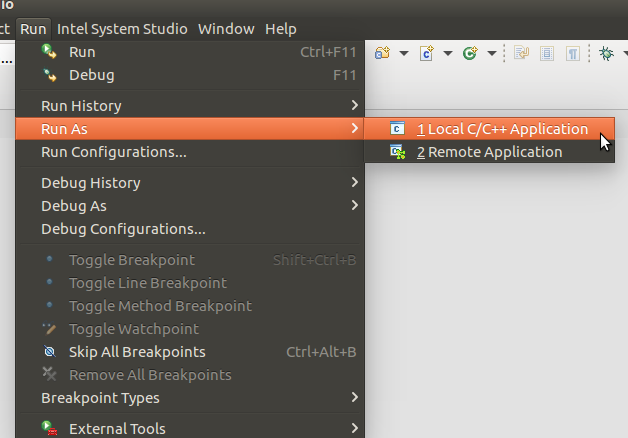 io
ct Run Intel System Studio Window Help
...
Run Ctrl+F11
Debug F11
Run History
Run As
1 Local C/C++ Application
2 Remote Application
Run Configurations...
Debug History
Debug As
Debug Configurations...
Toggle Breakpoint Shift+Ctrl+B
Toggle Line Breakpoint
Toggle Method Breakpoint
Toggle Watchpoint
Skip All Breakpoints Ctrl+Alt+B
Remove All Breakpoints
Breakpoint Types
External Tools